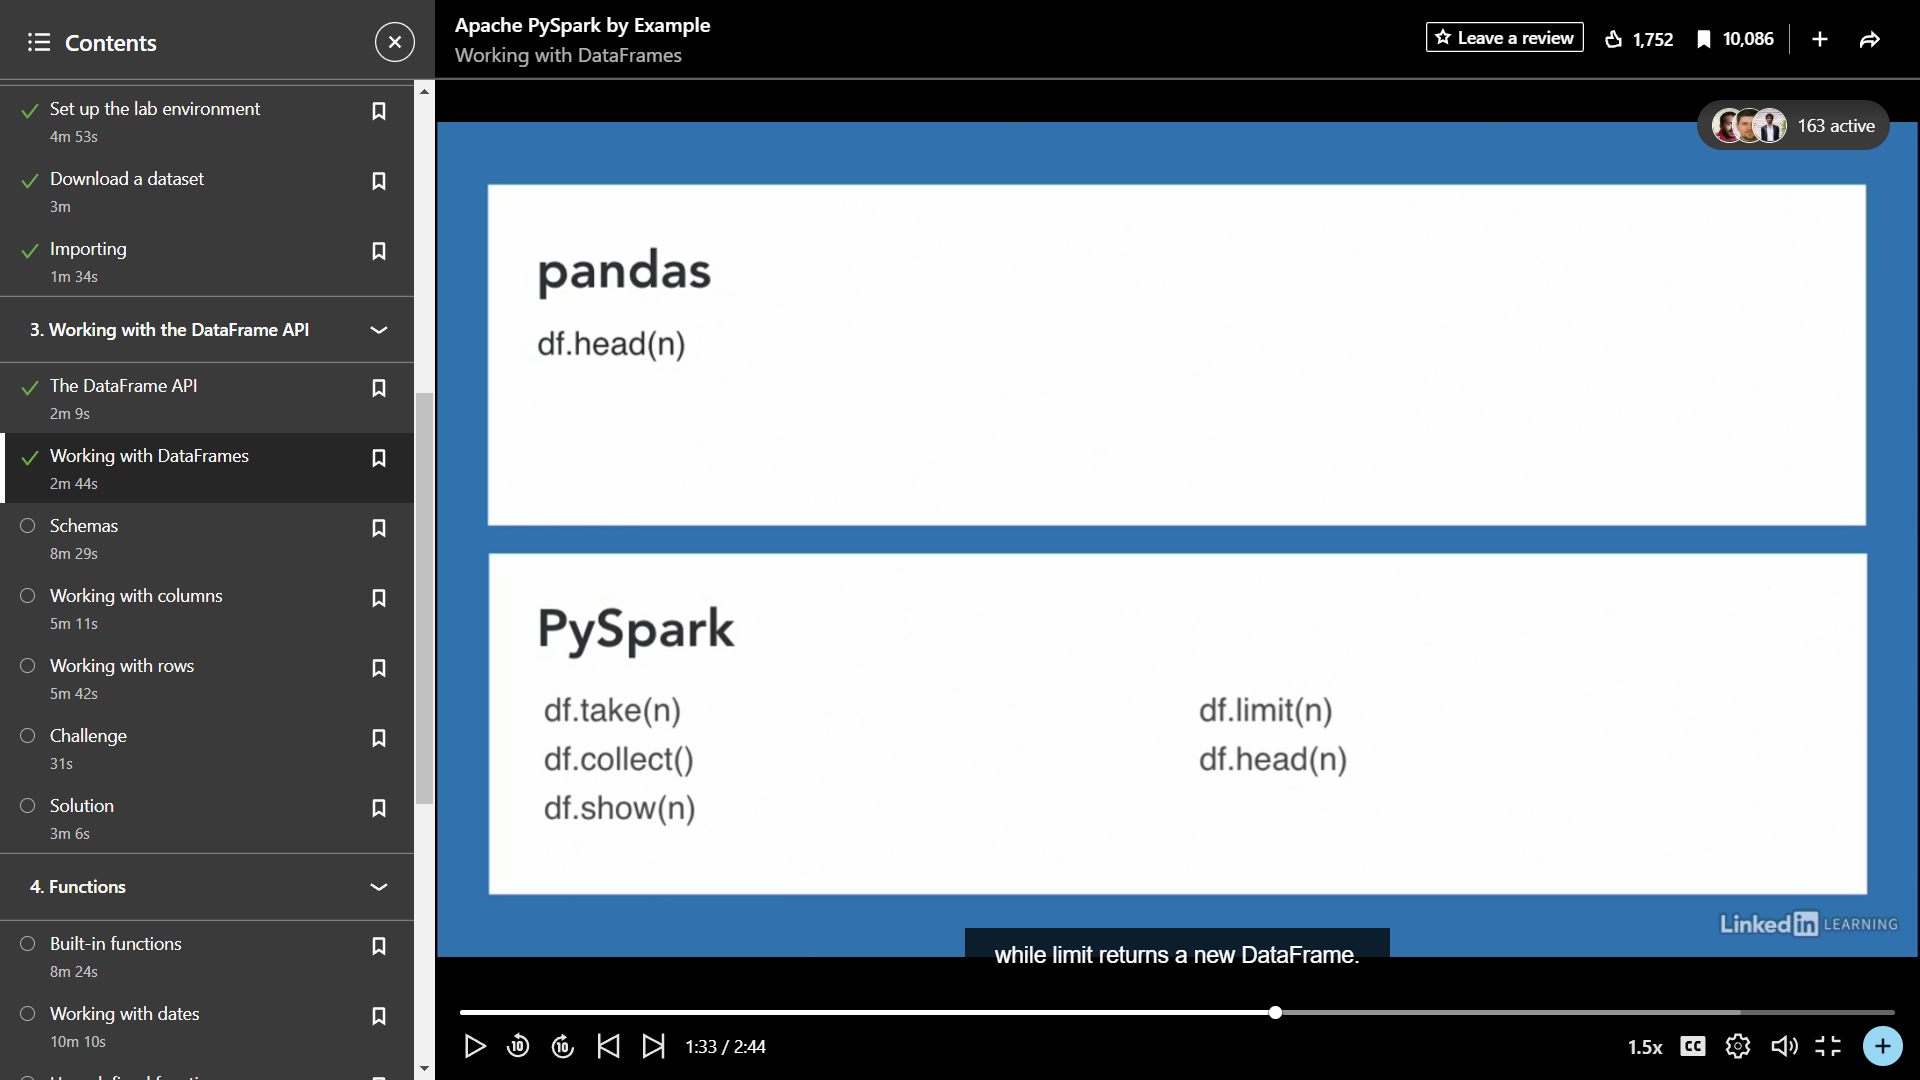 Contents
Set up the lab environment
4m 53s
Download a dataset
3m
Importing
1m 34s
3. Working with the DataFrame API
The DataFrame API
2m 9s
Working with DataFrames
2m 44s
Schemas
8m 29s
Working with columns
5m 11s
Working with rows
5m 42s
Challenge
31s
Solution
3m 6s
4. Functions
Built-in functions
8m 24s
Working with dates
10m 10s
Apache PySpark by Example
Working with DataFrames
Leave a review
1,752
10,086
163 active
pandas
df.head(n)
PySpark
df.take(n)
df.collect()
df.show(n)
df.limit(n)
df.head(n)
LinkedIn LEARNING
while limit returns a new DataFrame.
10
10
1:33 / 2:44
1.5x
CC